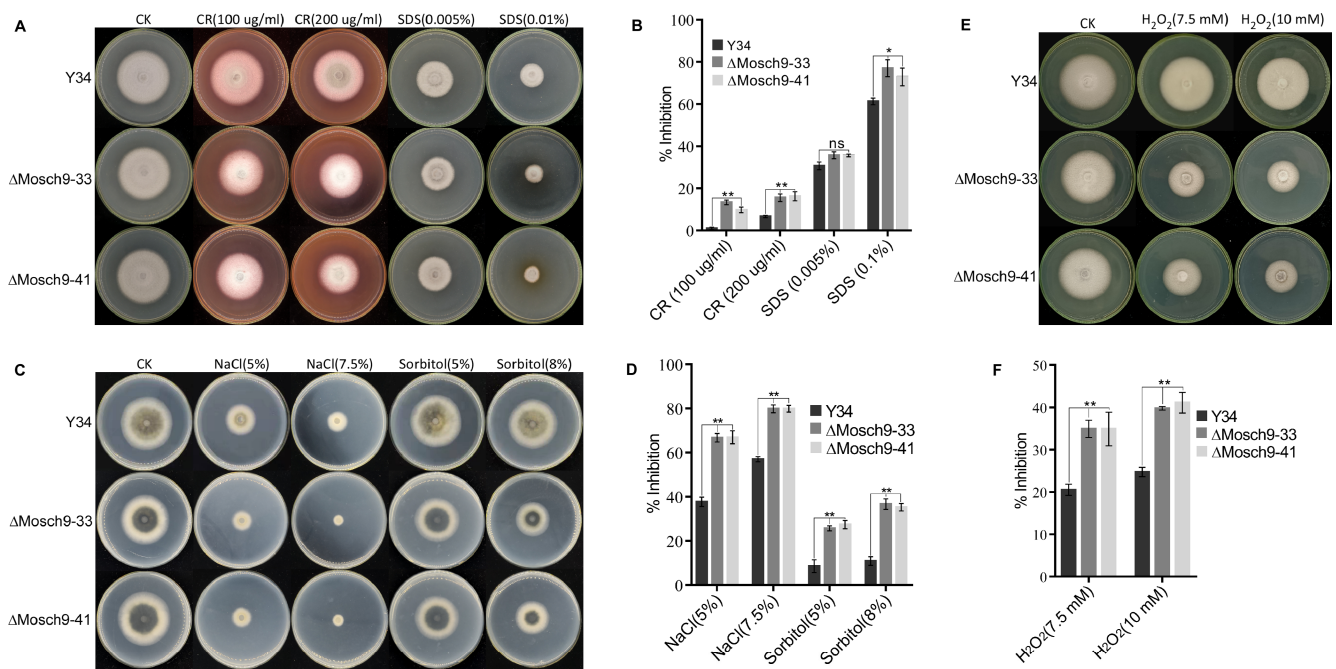 A
CK CR(100 ug/ml) CR(200 ug/ml) SDS(0.005%) SDS(0.01%)
Y34
ΔMosch9-33
ΔMosch9-41
B
% Inhibition
100
80
60
40
20
0
Y34
ΔMosch9-33
ΔMosch9-41
** ** ns *
CR (100 ug/ml) CR (200 ug/ml) SDS (0.005%) SDS (0.1%)
E
CK H₂O₂(7.5 mM) H₂O₂(10 mM)
Y34
ΔMosch9-33
ΔMosch9-41
C
CK NaCl(5%) NaCl(7.5%) Sorbitol(5%) Sorbitol(8%)
Y34
ΔMosch9-33
ΔMosch9-41
D
% Inhibition
100
80
60
40
20
0
Y34
ΔMosch9-33
ΔMosch9-41
** ** ** **
NaCl(5%) NaCl(7.5%) Sorbitol(5%) Sorbitol(8%)
F
% Inhibition
50
40
30
20
10
0
Y34
ΔMosch9-33
ΔMosch9-41
** **
H₂O₂(7.5 mM) H₂O₂(10 mM)